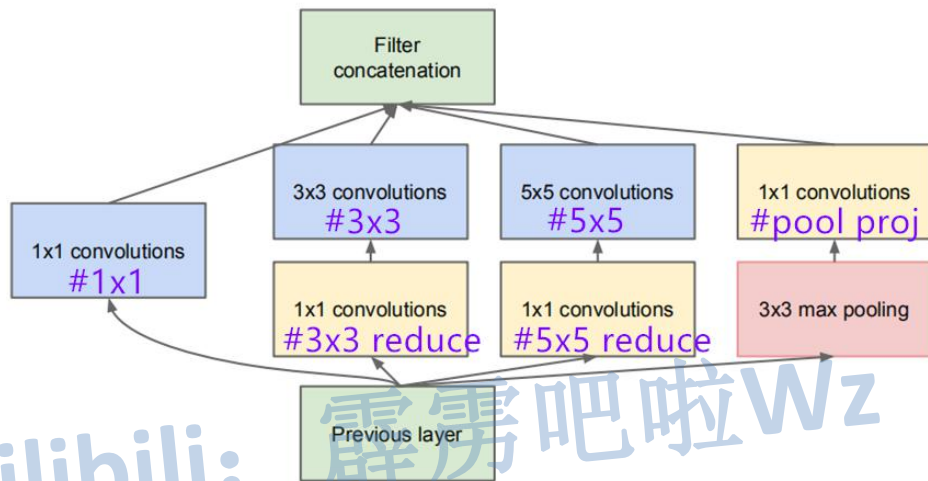 Filter
concatenation
3x3 convolutions
#3x3
5x5 convolutions
#5x5
1x1 convolutions
#pool proj
1x1 convolutions
#1x1
1x1 convolutions
#3x3 reduce
1x1 convolutions
#5x5 reduce
3x3 max pooling
Previous layer
ilibili: 霹雳吧啦Wz